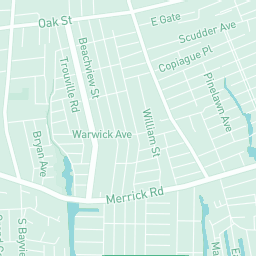 E Gate
Oak St
Scudder Ave
Beachview St
Copiague Pl
Trouville Rd
Pinelawn Ave
William St
Warwick Ave
Bryan Ave
Merrick Rd